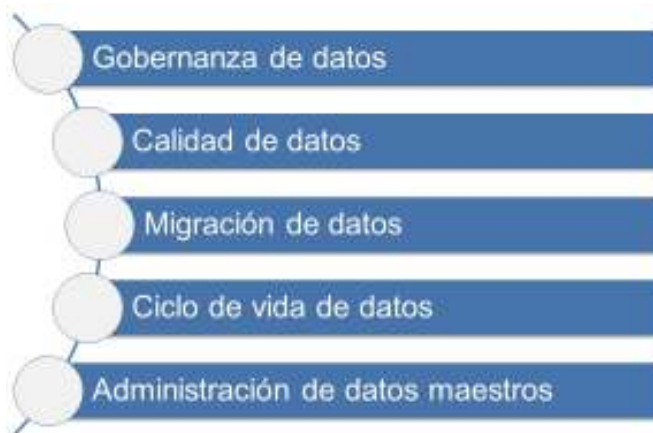 Gobernanza de datos
Calidad de datos
Migración de datos
Ciclo de vida de datos
Administración de datos maestros